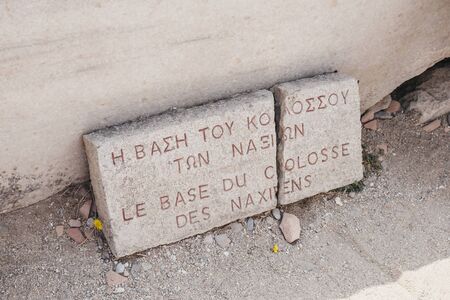 Η ΒΑΣΗ ΤΟΥ ΚΟΛΟΣΣΟΥ
ΤΩΝ ΝΑΞΙΩΝ
LE BASE DU COLOSSE
DES NAXIENS